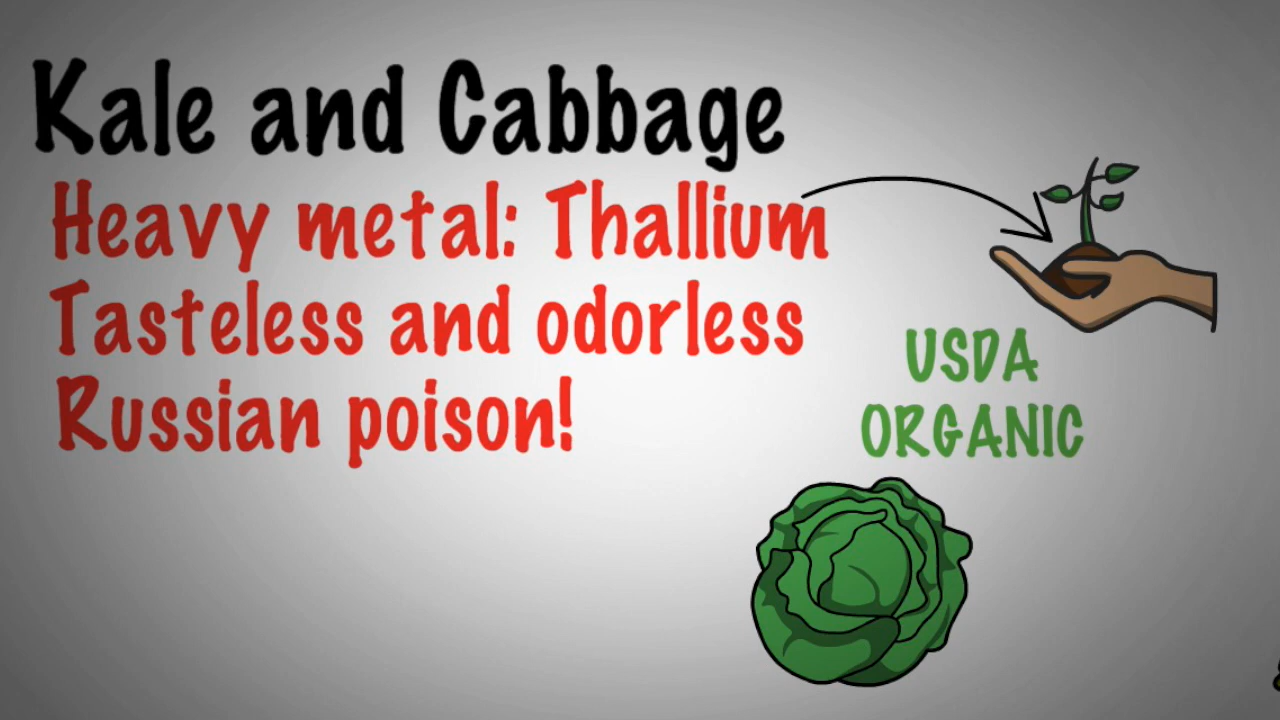 Kale and Cabbage
Heavy metal: Thallium
Tasteless and odorless
Russian poison!
USDA
ORGANIC